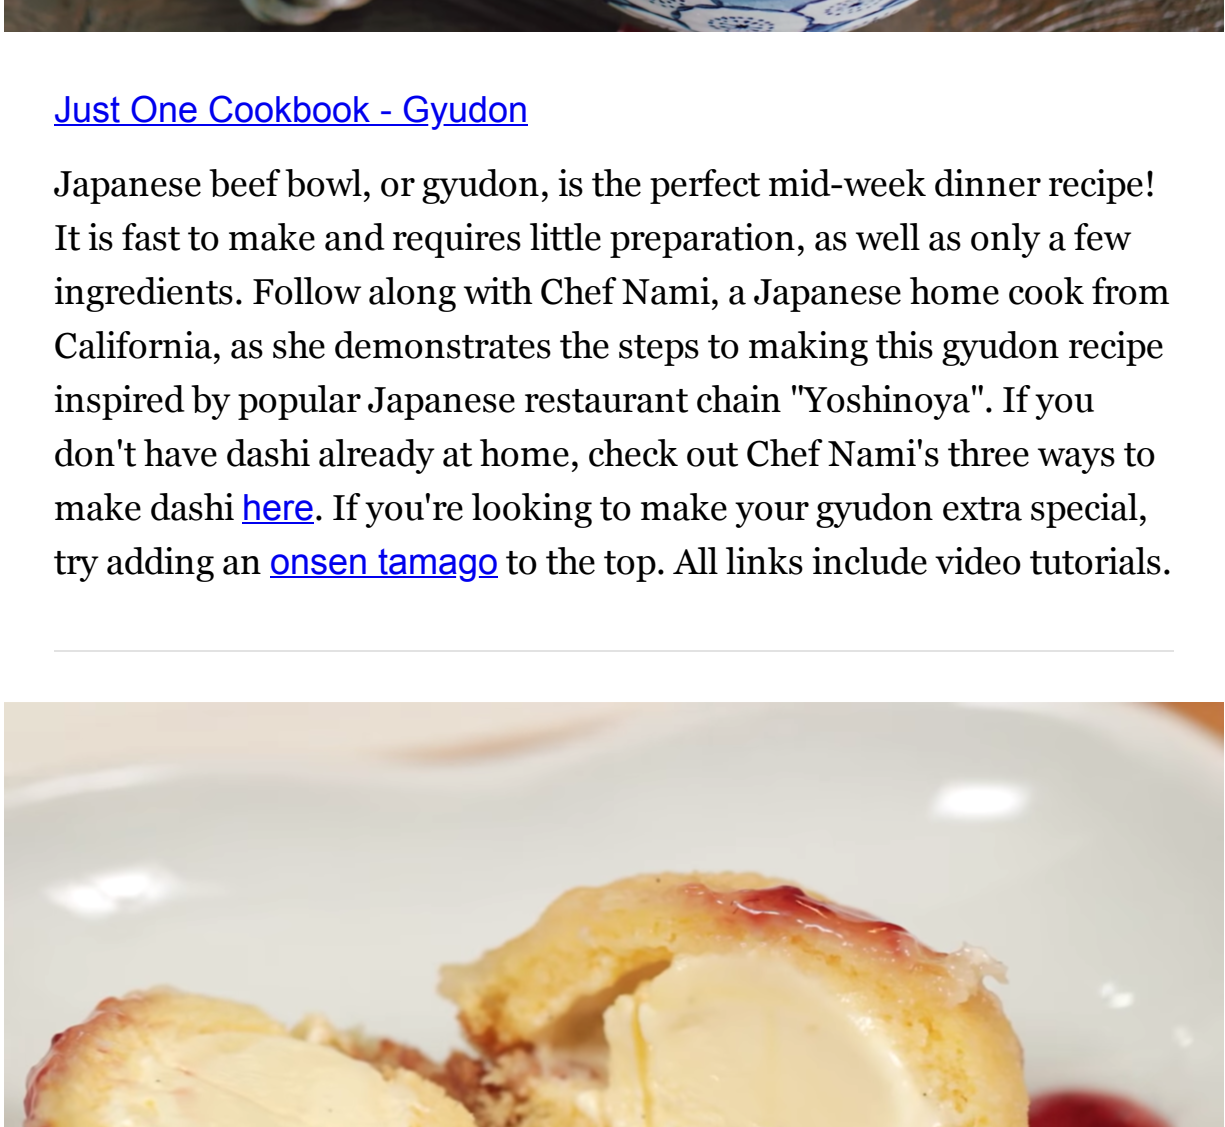 Just One Cookbook - Gyudon
Japanese beef bowl, or gyudon, is the perfect mid-week dinner recipe!
It is fast to make and requires little preparation, as well as only a few
ingredients. Follow along with Chef Nami, a Japanese home cook from
California, as she demonstrates the steps to making this gyudon recipe
inspired by popular Japanese restaurant chain "Yoshinoya". If you
don't have dashi already at home, check out Chef Nami's three ways to
make dashi here. If you're looking to make your gyudon extra special,
try adding an onsen tamago to the top. All links include video tutorials.